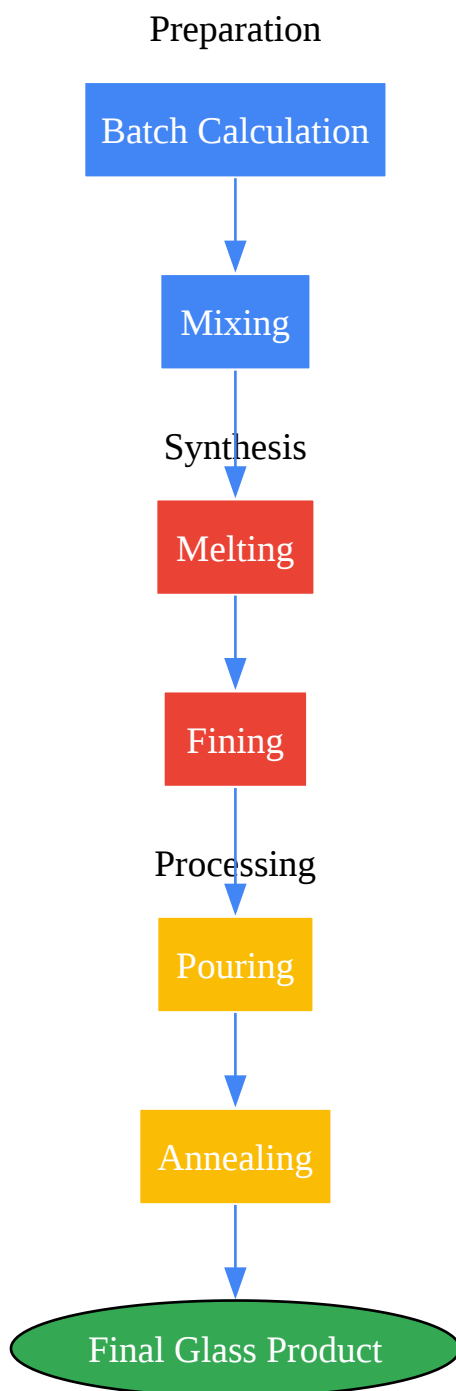 Preparation
Batch Calculation
Mixing
Synthesis
Melting
Fining
Processing
Pouring
Annealing
Final Glass Product